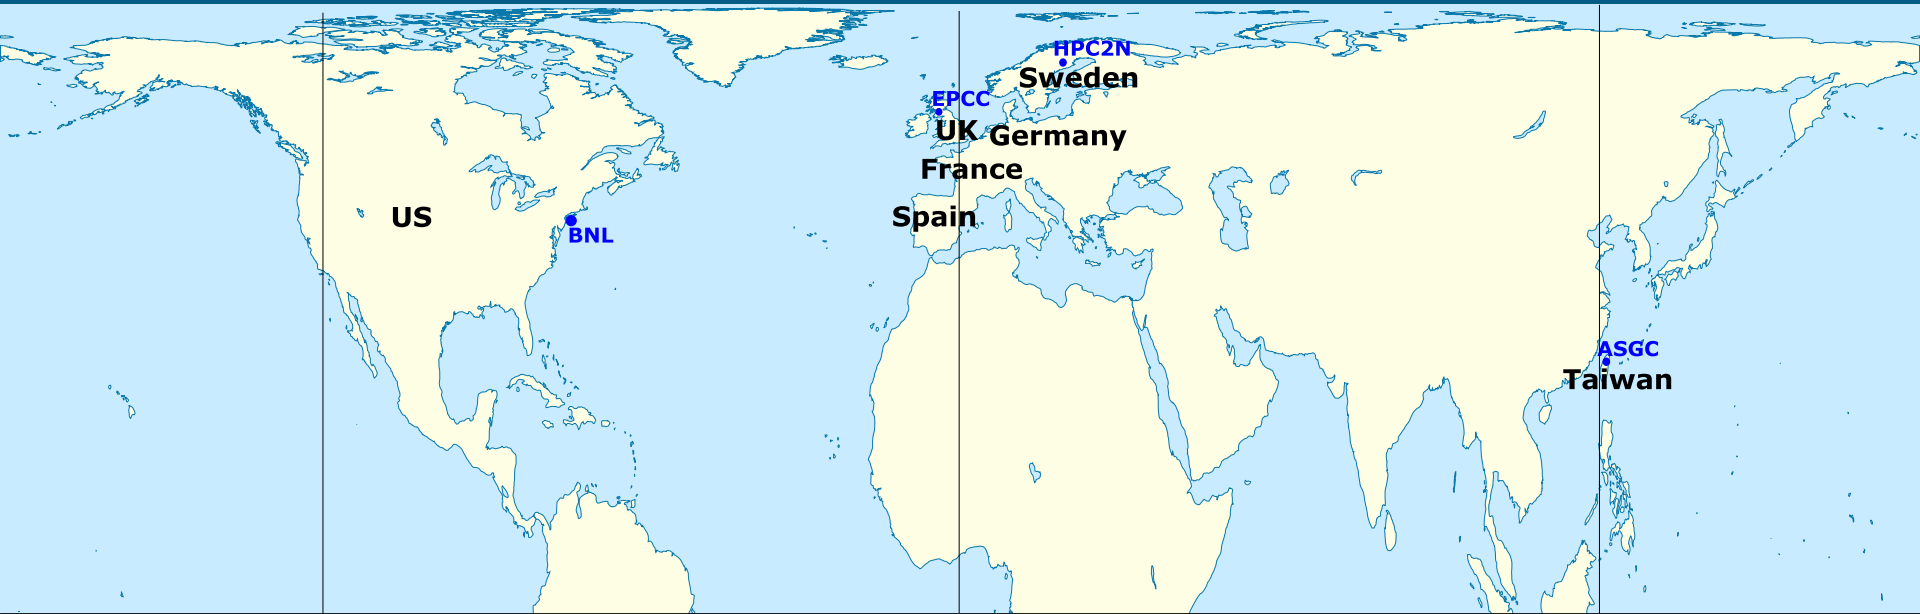 HPC2N
Sweden
EPCC
UK
Germany
France
US
Spain
BNL
ASGC
Taiwan